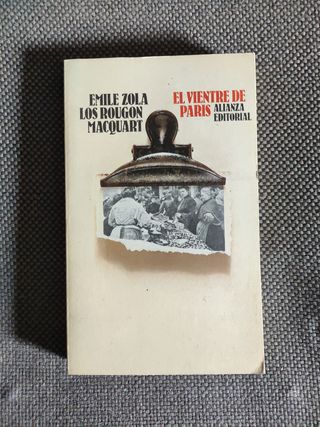 EMILE ZOLA
LOS ROUGON
MACQUART
EL VIENTRE DE
PARIS ALIANZA
EDITORIAL